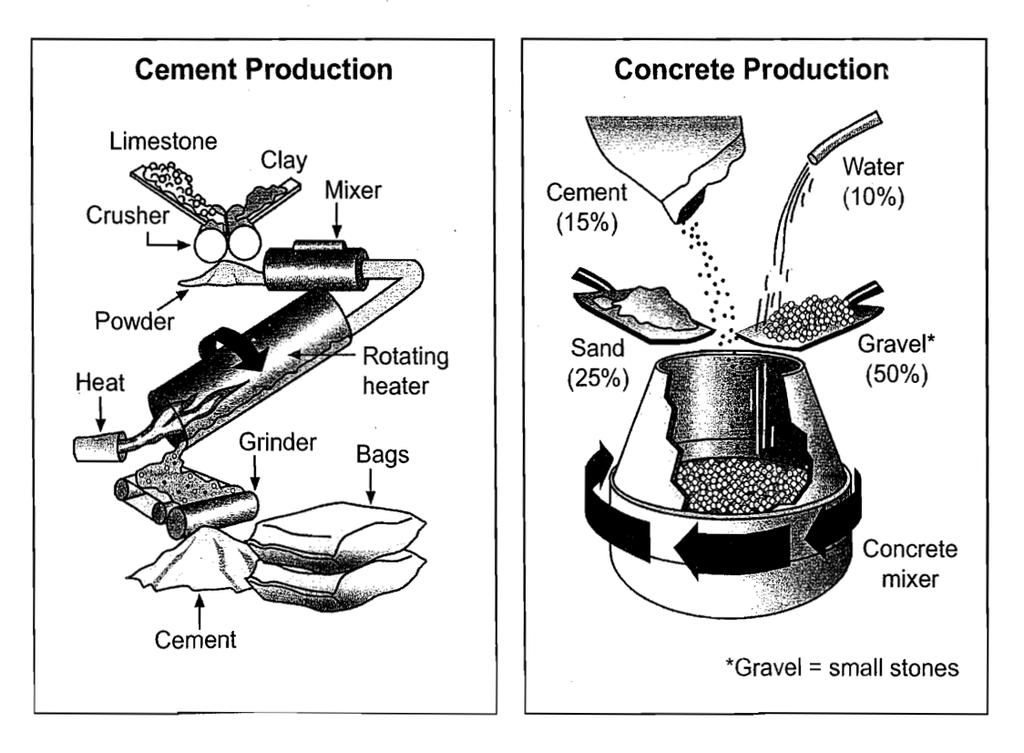 Cement Production
Limestone
Clay
Mixer
Crusher
Powder
Rotating
heater
Heat
Grinder
Bags
Cement
Concrete Production
Cement
(15%)
Water
(10%)
Sand
(25%)
Gravel*
(50%)
Concrete
mixer
*Gravel = small stones